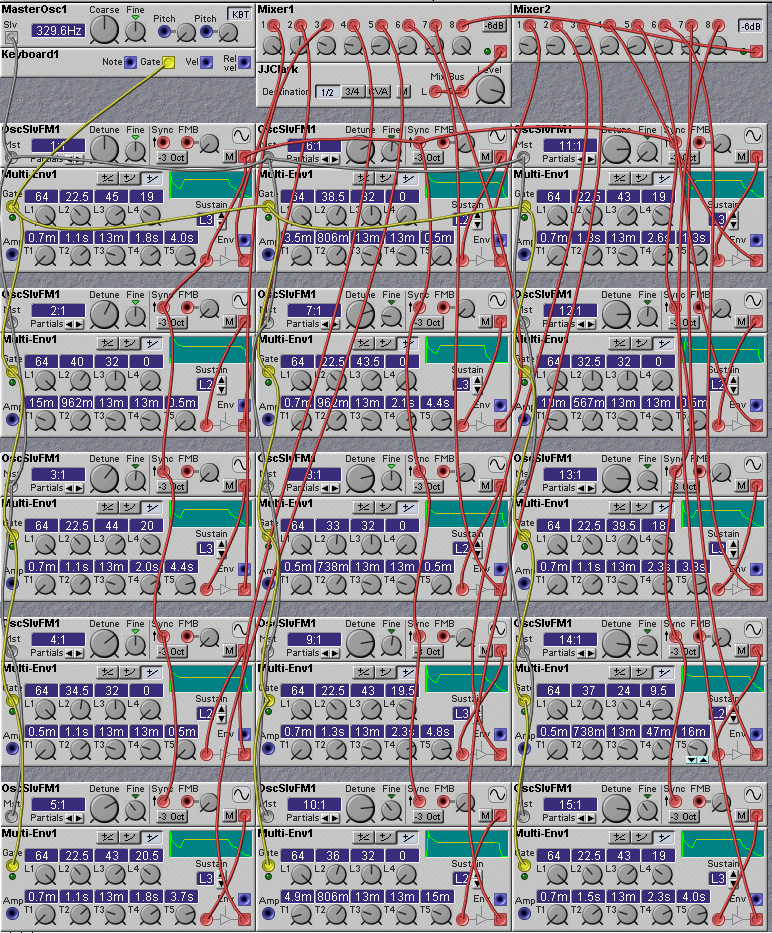 MasterOsc1 Coarse Fine Pitch Pitch KBT
Slv 329.6Hz
Keyboard1
Note Gate Vel Rel vel
Mixer1
1 2 3 4 5 6 7 8 -6dB
JJClark
Destination 1/2 3/4 CVA M Mix Bus L Level
Mixer2
1 2 3 4 5 6 7 8 -6dB
OscSlvFM1 Detune Fine Sync FMB
Mst Partials -3 Oct M
Multi-Env1
Gate 64 22.5 45 19
L1 L2 L3 L4 Sustain L3
Amp 0.7m 1.1s 13m 1.8s 4.0s Env
T1 T2 T3 T4 T5
OscSlvFM1 Detune Fine Sync FMB
6:1 Partials -3 Oct M
Multi-Env1
Gate 64 38.5 32 0
L1 L2 L3 L4 Sustain L2
Amp 3.5m 806m 13m 13m 0.5m Env
T1 T2 T3 T4 T5
OscSlvFM1 Detune Fine Sync FMB
Mst 11:1 Partials -3 Oct M
Multi-Env1
Gate 64 22.5 43 19
L1 L2 L3 L4 Sustain L3
Amp 0.7m 1.3s 13m 2.6s Env
T1 T2 T3 T4 T5
OscSlvFM1 Detune Fine Sync FMB
Mst 2:1 Partials -3 Oct M
Multi-Env1
Gate 64 40 32 0
L1 L2 L3 L4 Sustain L2
Amp 15m 962m 13m 13m 0.5m Env
T1 T2 T3 T4 T5
OscSlvFM1 Detune Fine Sync FMB
7:1 Partials -3 Oct M
Multi-Env1
Gate 64 22.5 43.5 0
L1 L2 L3 L4 Sustain L3
Amp 0.7m 962m 13m 2.1s 4.4s Env
T1 T2 T3 T4 T5
OscSlvFM1 Detune Fine Sync FMB
12:1 Partials -3 Oct M
Multi-Env1
Gate 64 32.5 32 0
L1 L2 L3 L4 Sustain L2
Amp 567m 13m 13m 0.5m Env
T1 T2 T3 T4 T5
OscSlvFM1 Detune Fine Sync FMB
Mst 3:1 Partials -3 Oct M
Multi-Env1
Gate 64 22.5 44 20
L1 L2 L3 L4 Sustain L3
Amp 0.7m 1.1s 13m 2.0s 4.4s Env
T1 T2 T3 T4 T5
OscSlvFM1 Detune Fine Sync FMB
8:1 Partials -3 Oct M
Multi-Env1
Gate 64 33 32 0
L1 L2 L3 L4 Sustain L2
Amp 0.5m 738m 13m 13m 0.5m Env
T1 T2 T3 T4 T5
OscSlvFM1 Detune Fine Sync FMB
Mst 13:1 Partials -3 Oct M
Multi-Env1
Gate 64 22.5 39.5 18
L1 L2 L3 L4 Sustain L3
Amp 0.7m 1.1s 13m 2.3s 3.3s Env
T1 T2 T3 T4 T5
OscSlvFM1 Detune Fine Sync FMB
Mst 4:1 Partials -3 Oct M
Multi-Env1
Gate 64 34.5 32 0
L1 L2 L3 L4 Sustain L2
Amp 0.5m 1.1s 13m 13m 0.5m Env
T1 T2 T3 T4 T5
OscSlvFM1 Detune Fine Sync FMB
Mst 9:1 Partials -3 Oct M
Multi-Env1
Gate 64 22.5 43 19.5
L1 L2 L3 L4 Sustain L3
Amp 0.7m 1.3s 13m 2.3s 4.8s Env
T1 T2 T3 T4 T5
OscSlvFM1 Detune Fine Sync FMB
Mst 14:1 Partials -3 Oct M
Multi-Env1
Gate 64 37 24 9.5
L1 L2 L3 L4 Sustain L2
Amp 0.5m 738m 13m 47m 16m Env
T1 T2 T3 T4 T5
OscSlvFM1 Detune Fine Sync FMB
Mst 5:1 Partials -3 Oct M
Multi-Env1
Gate 64 22.5 43 20.5
L1 L2 L3 L4 Sustain L3
Amp 0.7m 1.1s 13m 1.8s 3.7s Env
T1 T2 T3 T4 T5
OscSlvFM1 Detune Fine Sync FMB
Mst 10:1 Partials -3 Oct M
Multi-Env1
Gate 64 36 32 0
L1 L2 L3 L4 Sustain L2
Amp 4.9m 806m 13m 13m 15m Env
T1 T2 T3 T4 T5
OscSlvFM1 Detune Fine Sync FMB
Mst 15:1 Partials -3 Oct M
Multi-Env1
Gate 64 22.5 43 19
L1 L2 L3 L4 Sustain L3
Amp 0.7m 1.5s 13m 2.3s 4.0s Env
T1 T2 T3 T4 T5